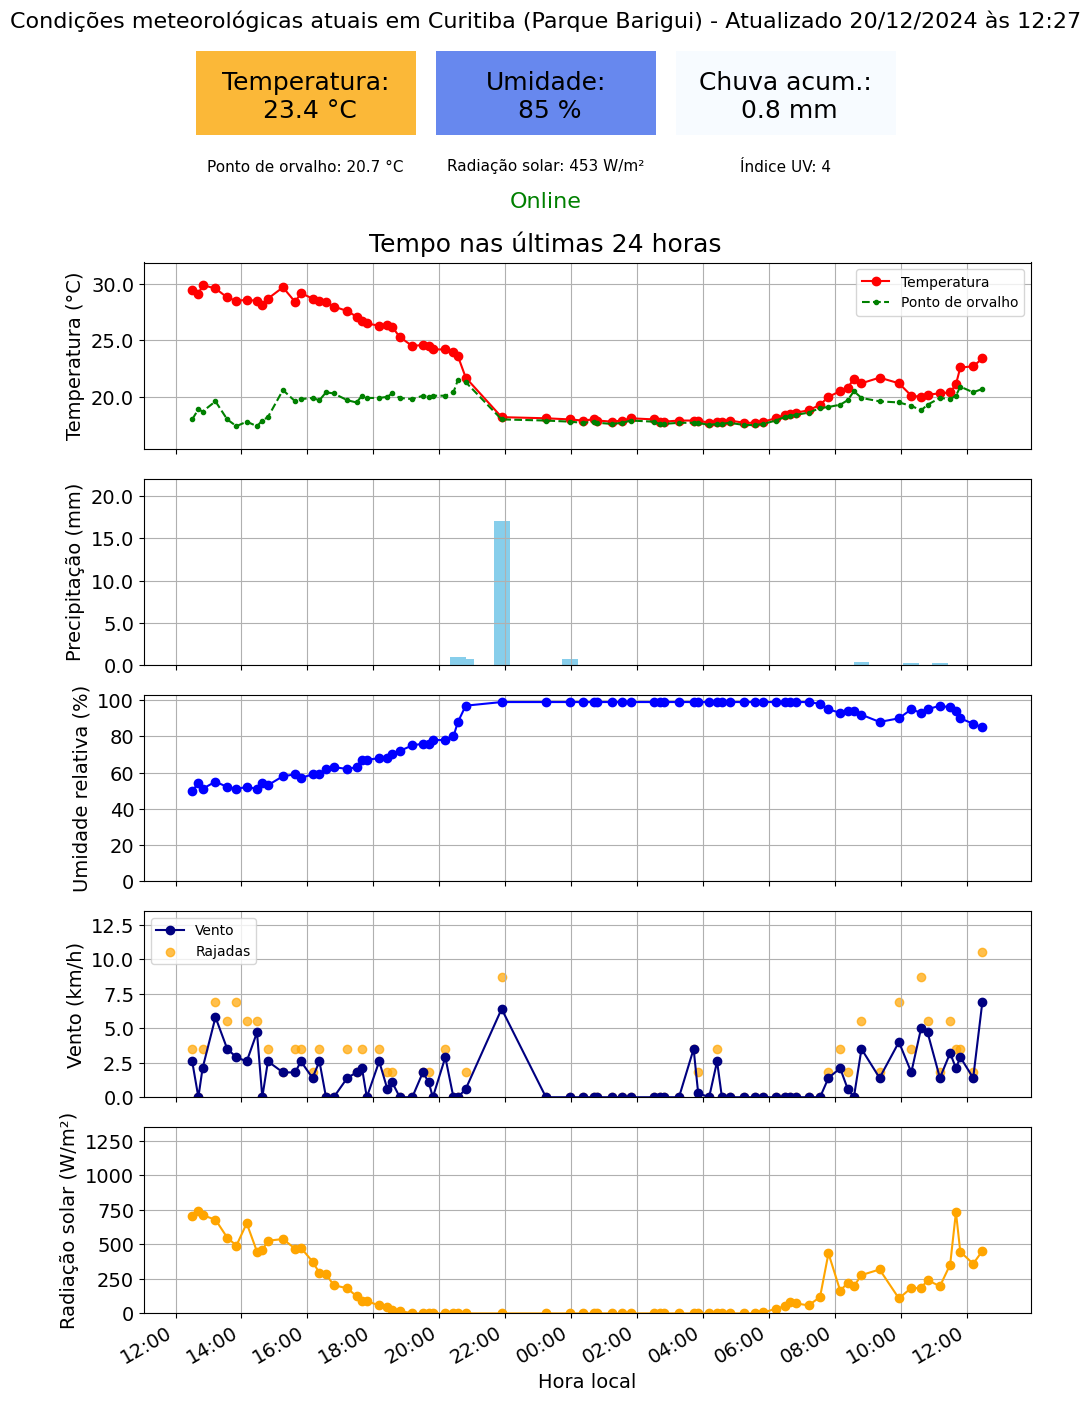 Condições meteorológicas atuais em Curitiba (Parque Barigui) - Atualizado 20/12/2024 às 12:27
Temperatura:
23.4 °C
Umidade:
85 %
Chuva acum.:
0.8 mm
Ponto de orvalho: 20.7 °C
Radiação solar: 453 W/m²
Índice UV: 4
Online
Tempo nas últimas 24 horas
Temperatura (°C)
30.0
25.0
20.0
Temperatura
Ponto de orvalho
Precipitação (mm)
20.0
15.0
10.0
5.0
0.0
Umidade relativa (%)
100
80
60
40
20
0
Vento (km/h)
12.5
10.0
7.5
5.0
2.5
0.0
Vento
Rajadas
Radiação solar (W/m²)
1250
1000
750
500
250
0
12:00
14:00
16:00
18:00
20:00
22:00
00:00
02:00
04:00
06:00
08:00
10:00
12:00
Hora local